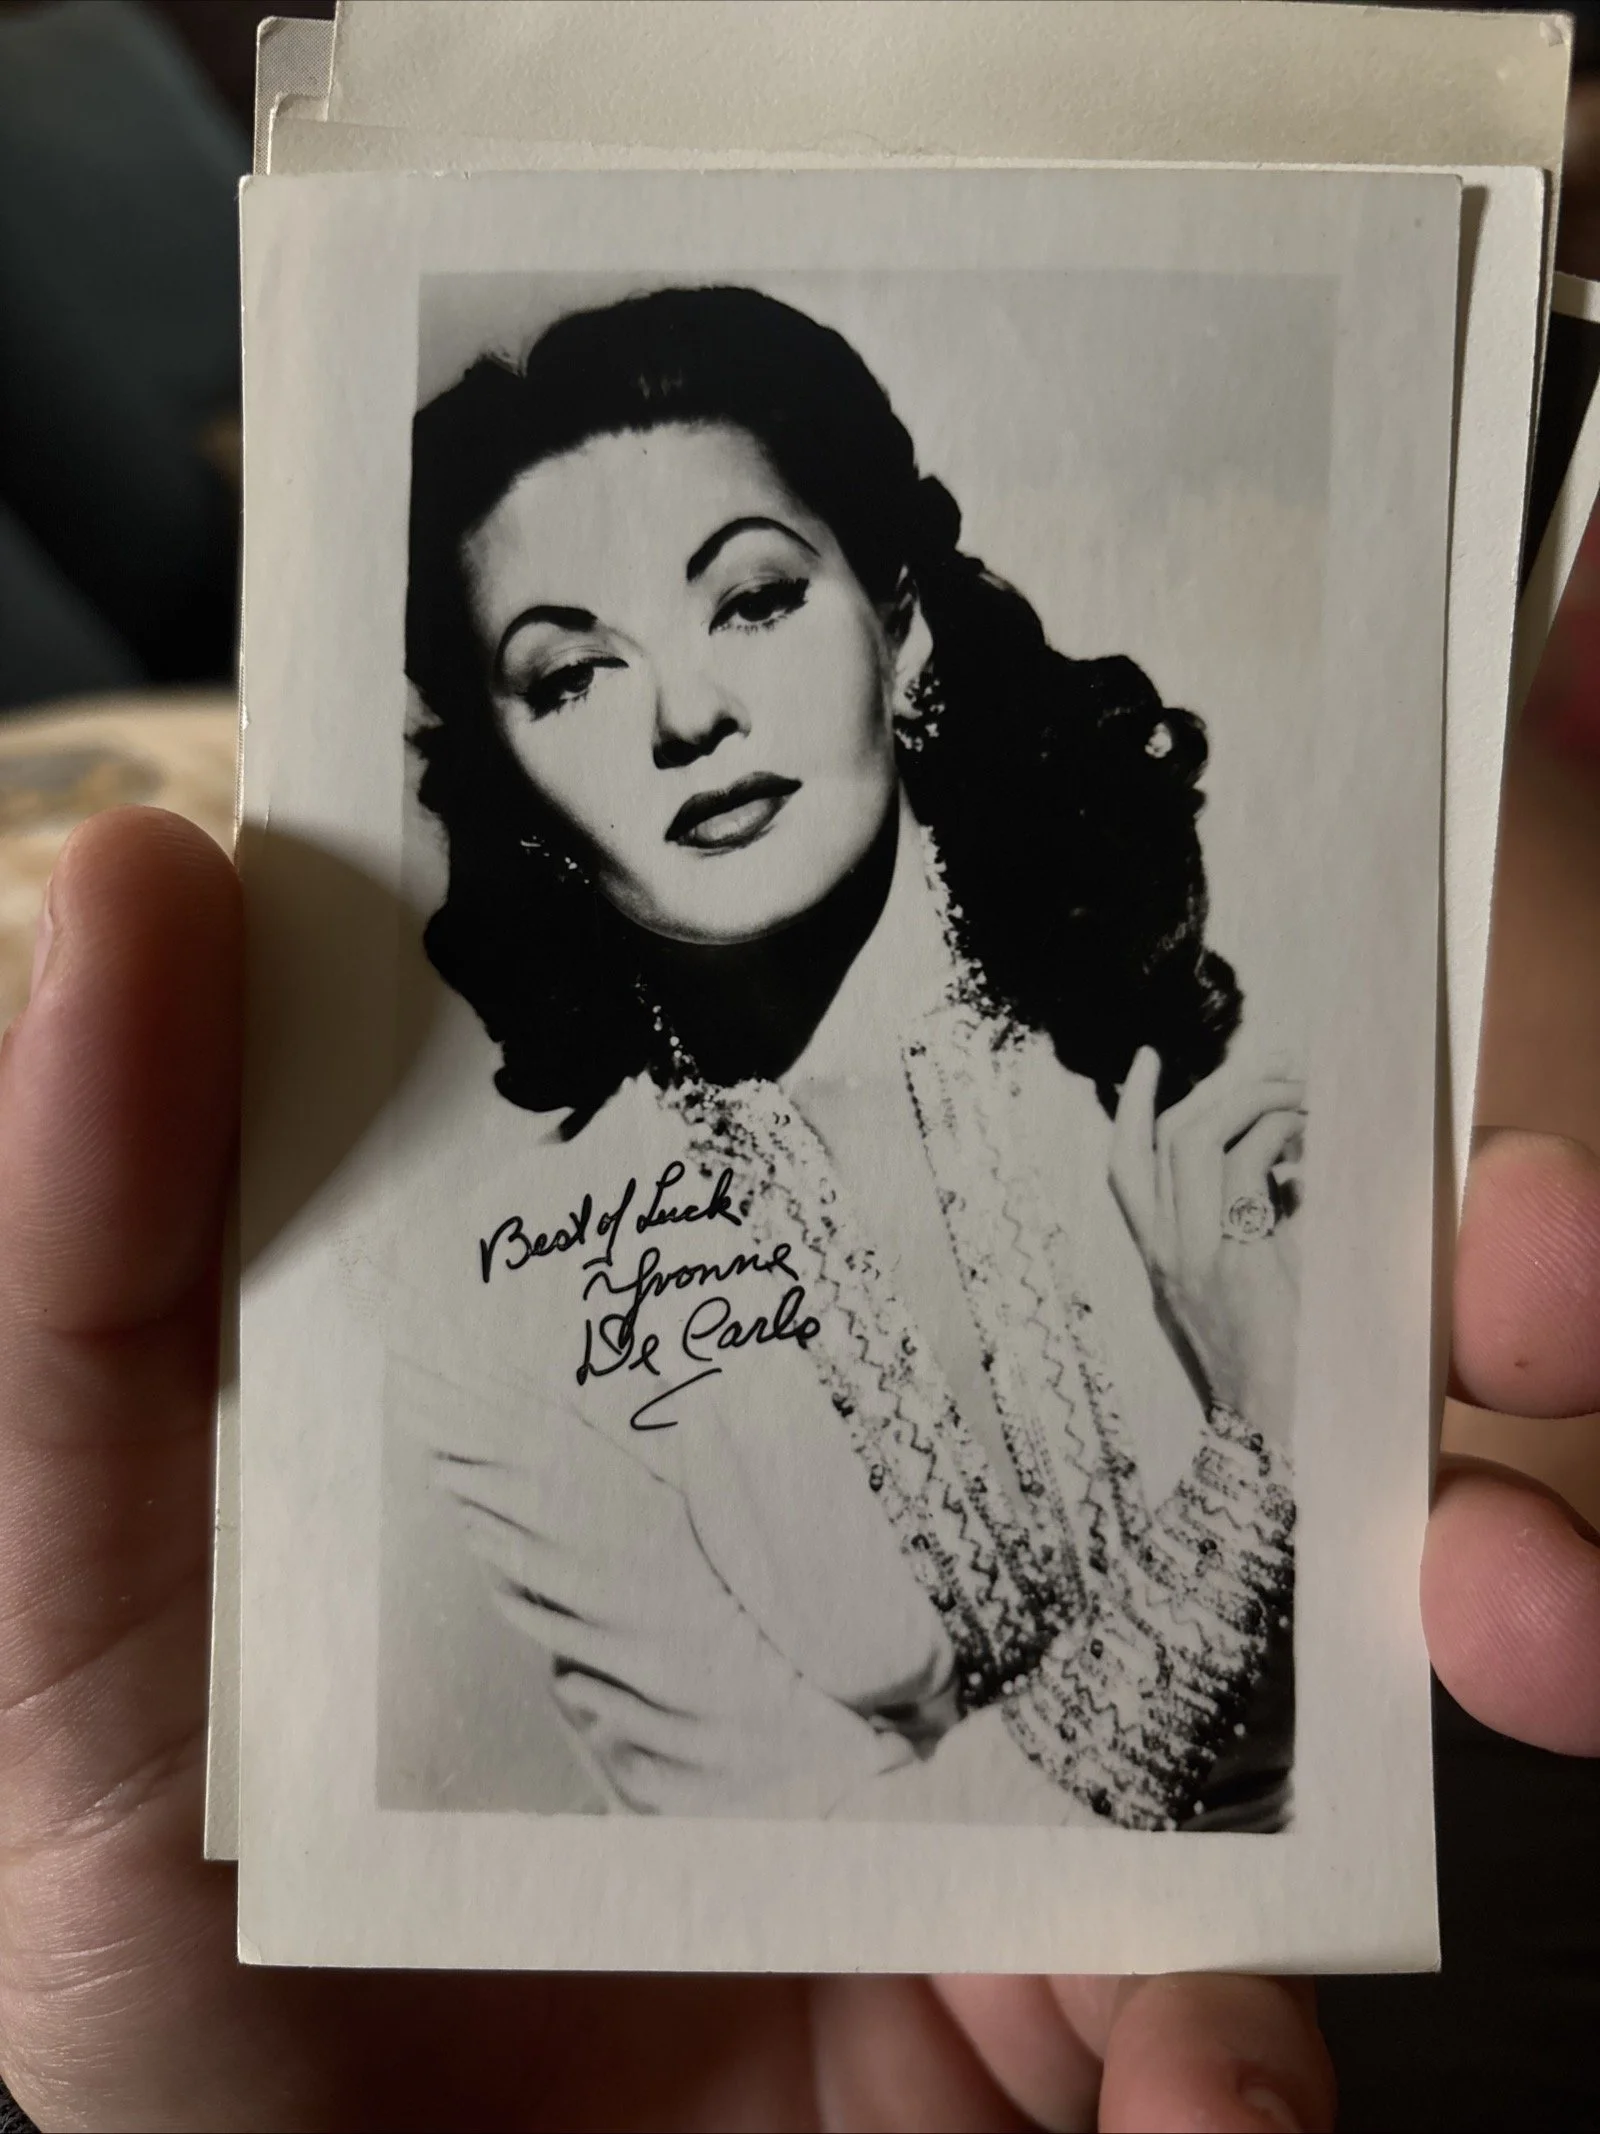 Best of Luck
Yvonne
De Carlo